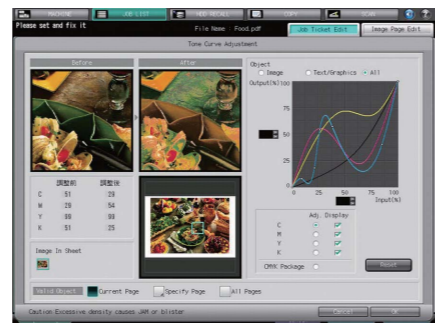 MACHINE JOB LIST HDD RECALL COPY SCAN
Please set and fix it
File Name : Food.pdf
Job Ticket Edit Image Page Edit
Tone Curve Adjustment
Before After
Object
Image Text/Graphics All
Output(%)100
75
50
25
0
0 25 50 75 100
Input(%)
調整前 調整後
C :51 :29
M :29 :54
Y :99 :99
K :51 :25
Image In Sheet
Adj. Display
C
M
Y
K
CMYK Package
Reset
Valid Object Current Page Specify Page All Pages
Caution Excessive density causes JAM or blister
Cancel OK